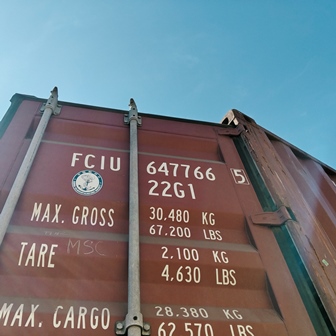 FCIU 647766 5
22G1
MAX. GROSS 30.480 KG
67.200 LBS
TARE MSC 2.100 KG
4.630 LBS
MAX. CARGO 28.380 KG
62.570 LBS